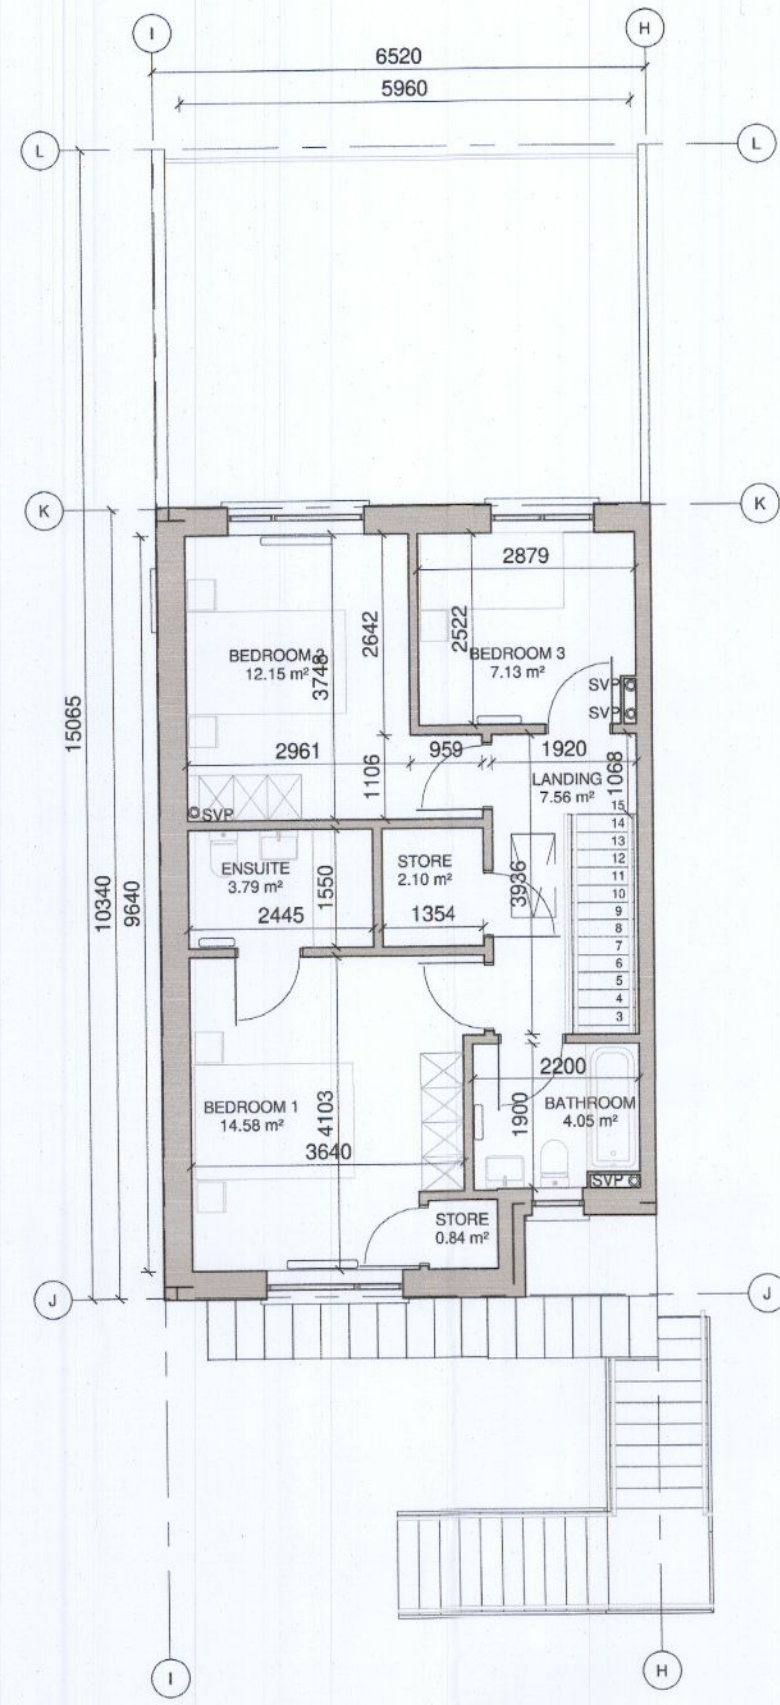 I
H
6520
5960
L
L
K
K
2879
2642
2522
BEDROOM 2
12.15 m²
3748
BEDROOM 3
7.13 m²
SVP
SVP
15065
2961
959
1920
1106
1068
LANDING
7.56 m²
SVP
15
14
13
12
11
10
9
8
7
6
5
4
3
ENSUITE
3.79 m²
1550
STORE
2.10 m²
3936
2445
1354
10340
9640
2200
BEDROOM 1
14.58 m²
4103
1900
BATHROOM
4.05 m²
3640
SVP
STORE
0.84 m²
J
J
I
H